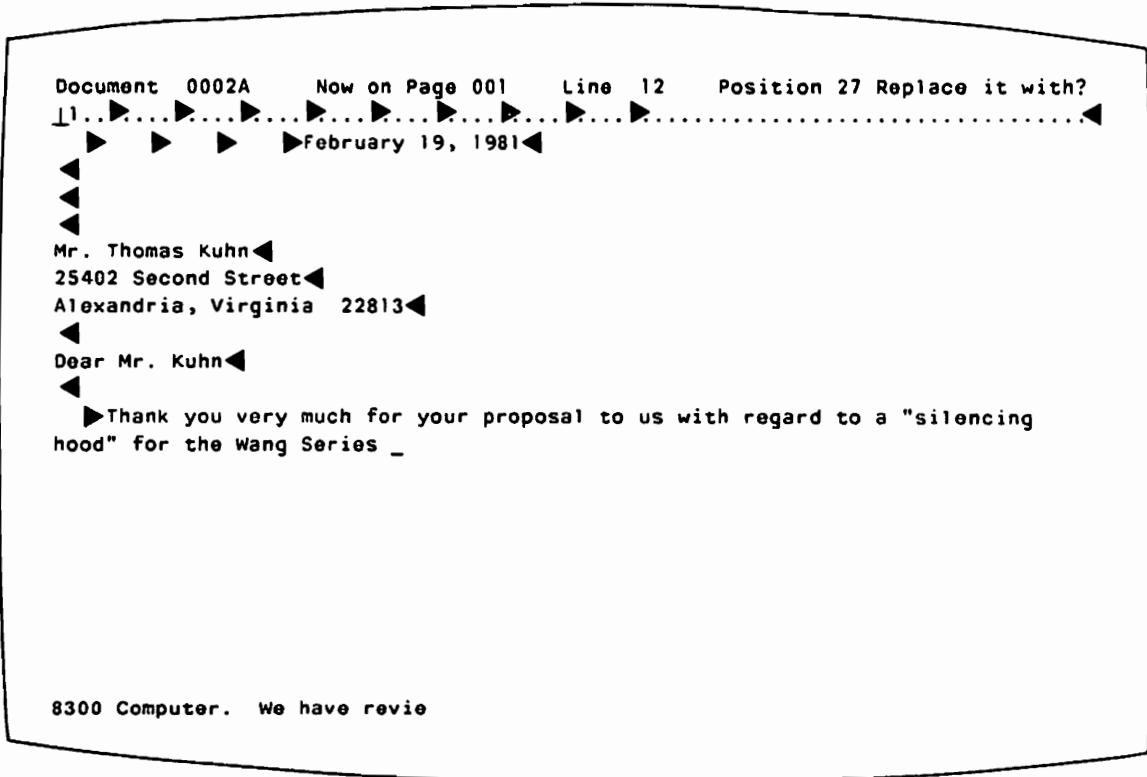 Document  0002A      Now on Page 001      Line  12      Position 27 Replace it with?
1..▶....▶....▶....▶....▶....▶....▶....▶....▶..................................◀
▶ ▶ ▶ ▶February 19, 1981◀
◀
◀
◀
Mr. Thomas Kuhn◀
25402 Second Street◀
Alexandria, Virginia  22813◀
◀
Dear Mr. Kuhn◀
◀
▶Thank you very much for your proposal to us with regard to a "silencing
hood" for the Wang Series _
8300 Computer.  We have revie